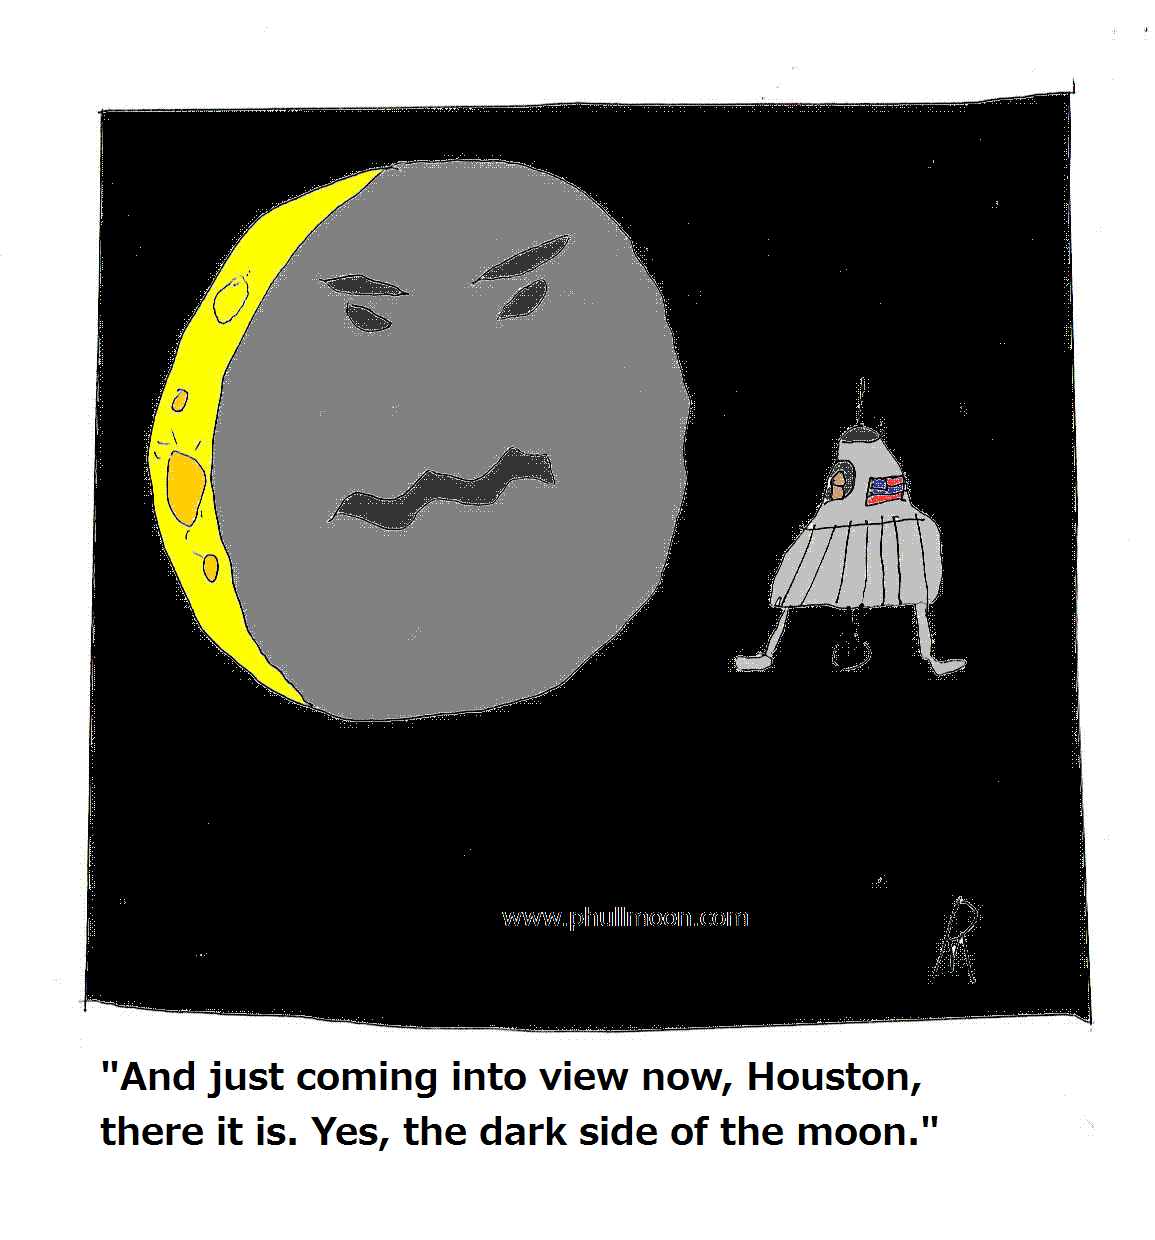 www.phullmoon.com
"And just coming into view now, Houston,
there it is. Yes, the dark side of the moon."